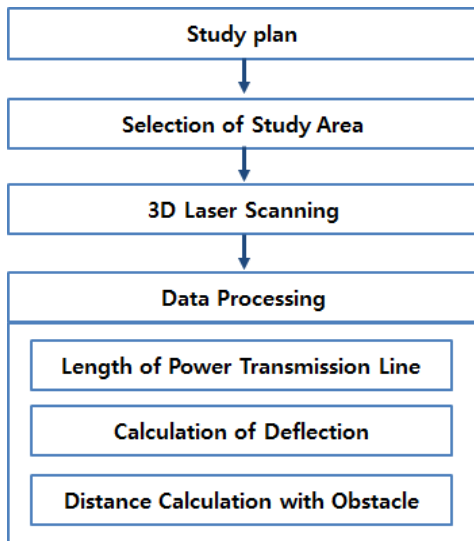 Study plan
Selection of Study Area
3D Laser Scanning
Data Processing
Length of Power Transmission Line
Calculation of Deflection
Distance Calculation with Obstacle